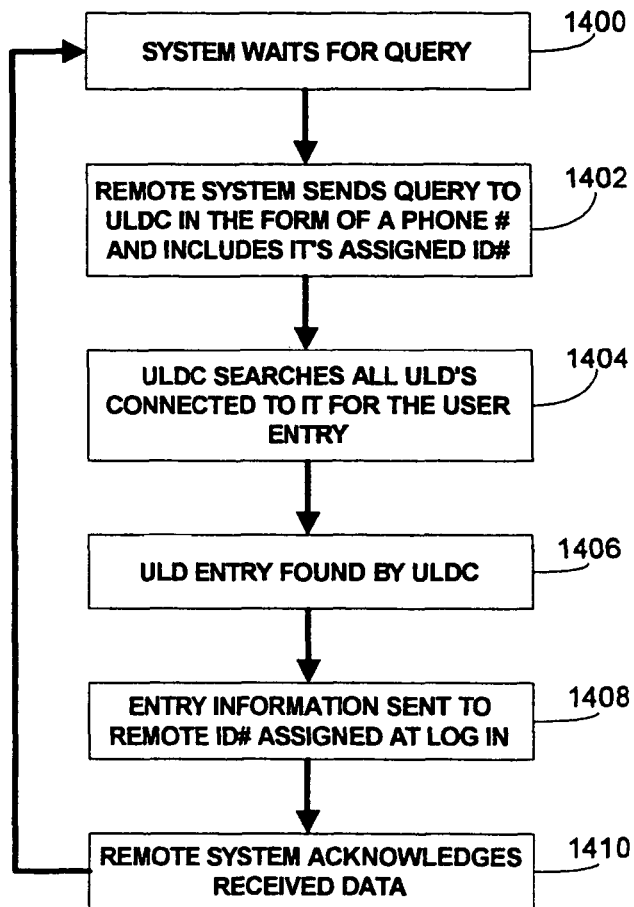 SYSTEM WAITS FOR QUERY
1400
REMOTE SYSTEM SENDS QUERY TO
ULDC IN THE FORM OF A PHONE #
AND INCLUDES IT'S ASSIGNED ID#
1402
ULDC SEARCHES ALL ULD'S
CONNECTED TO IT FOR THE USER
ENTRY
1404
ULD ENTRY FOUND BY ULDC
1406
ENTRY INFORMATION SENT TO
REMOTE ID# ASSIGNED AT LOG IN
1408
REMOTE SYSTEM ACKNOWLEDGES
RECEIVED DATA
1410